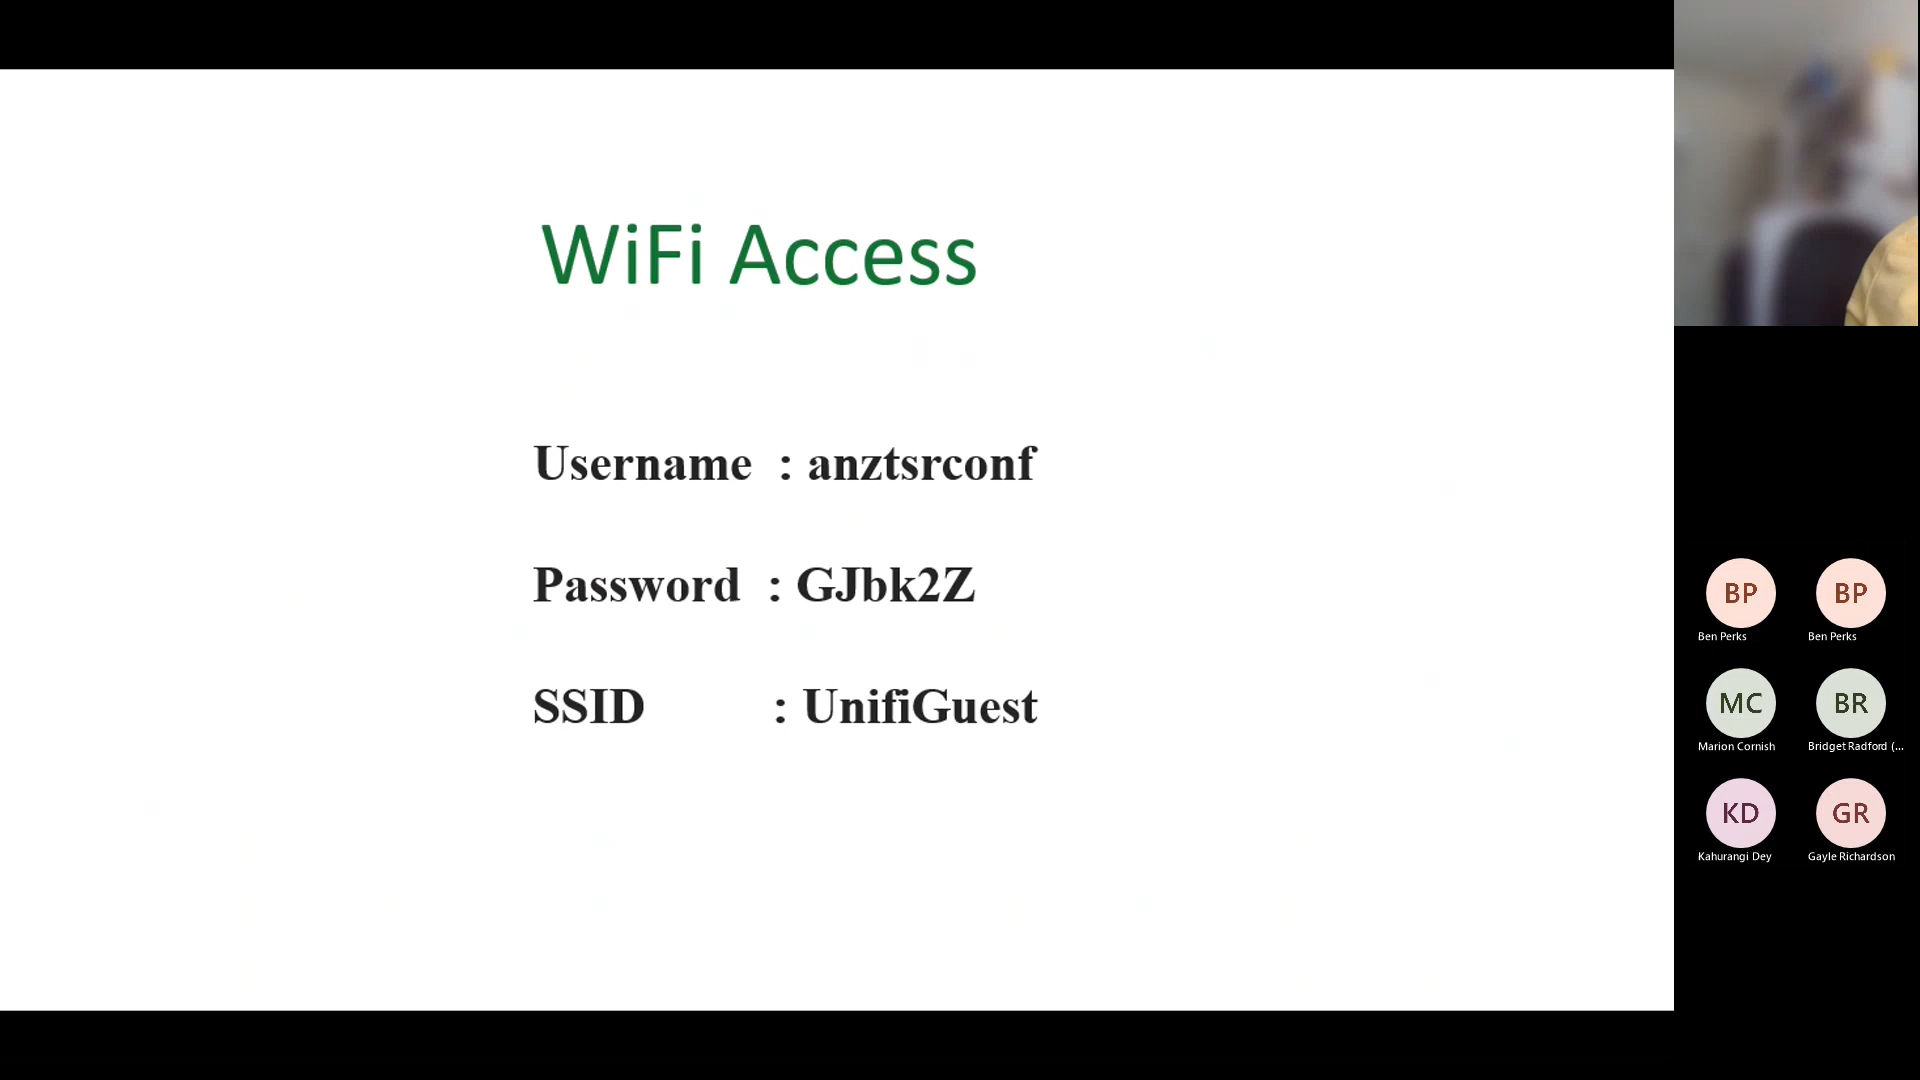 WiFi Access
Username : anztsrconf
Password : GJbk2Z
SSID : UnifiGuest
BP
BP
Ben Perks
Ben Perks
MC
BR
Marion Cornish
Bridget Radford (...
KD
GR
Kahurangi Dey
Gayle Richardson